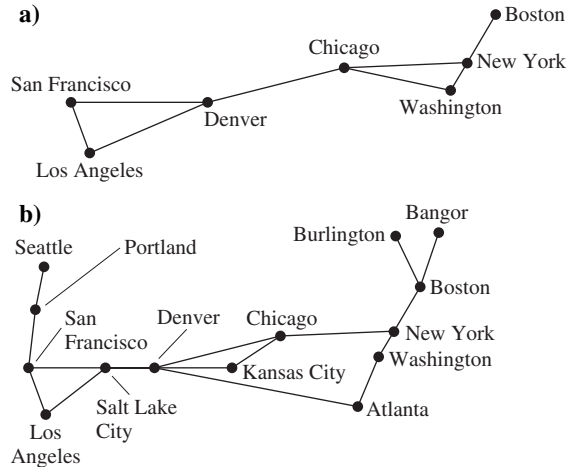 a)
Boston
Chicago
New York
San Francisco
Denver
Washington
Los Angeles
b)
Bangor
Seattle
Portland
Burlington
Boston
San
Francisco
Denver
Chicago
New York
Washington
Kansas City
Salt Lake
City
Atlanta
Los
Angeles